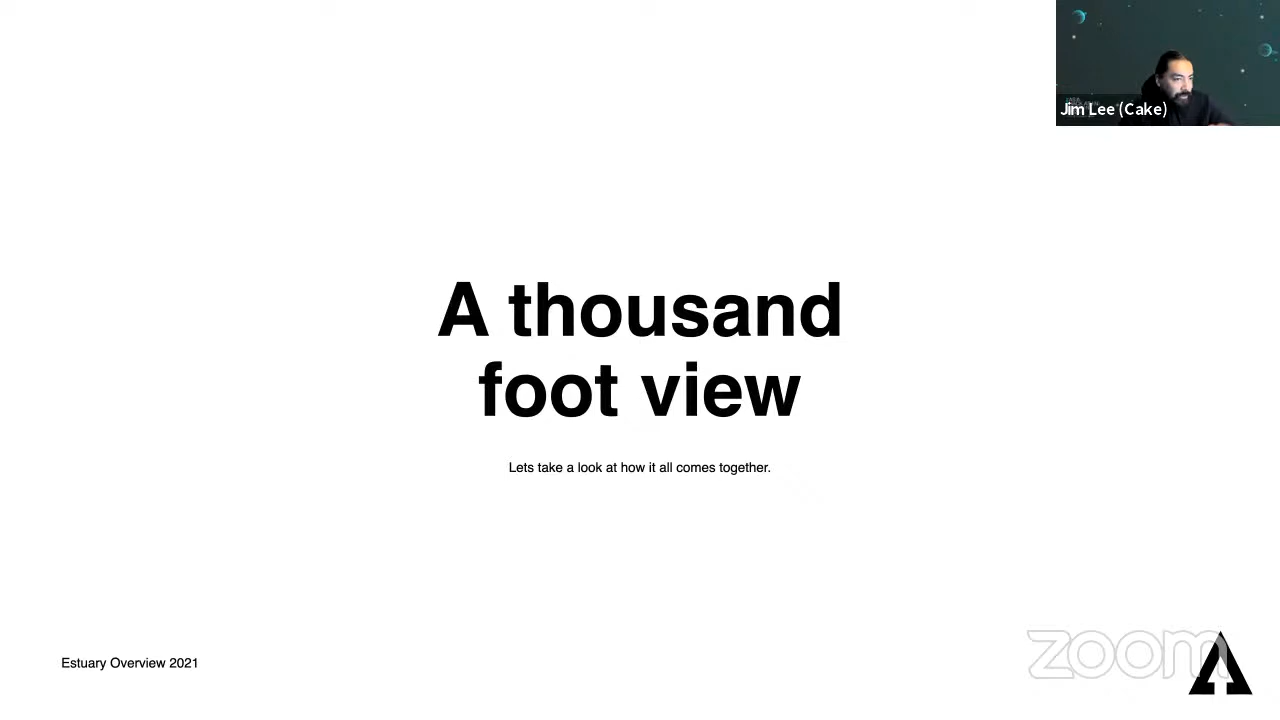 Jim Lee (Cake)
A thousand
foot view
Lets take a look at how it all comes together.
Estuary Overview 2021
zoom